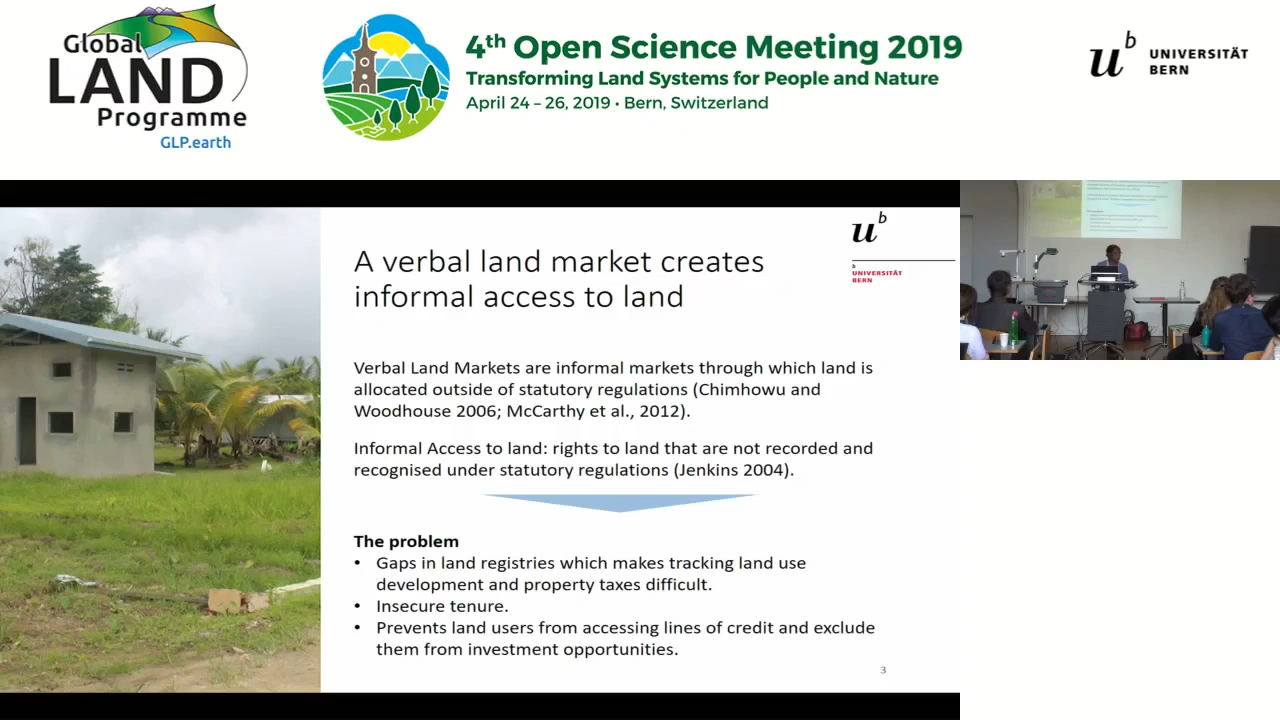 Global
LAND
Programme
GLP.earth
4th Open Science Meeting 2019
Transforming Land Systems for People and Nature
April 24 – 26, 2019 • Bern, Switzerland
ub
UNIVERSITÄT
BERN
A verbal land market creates
informal access to land
ub
b
UNIVERSITÄT
BERN
Verbal Land Markets are informal markets through which land is
allocated outside of statutory regulations (Chimhowu and
Woodhouse 2006; McCarthy et al., 2012).
Informal Access to land: rights to land that are not recorded and
recognised under statutory regulations (Jenkins 2004).
The problem
• Gaps in land registries which makes tracking land use
development and property taxes difficult.
• Insecure tenure.
• Prevents land users from accessing lines of credit and exclude
them from investment opportunities.
3